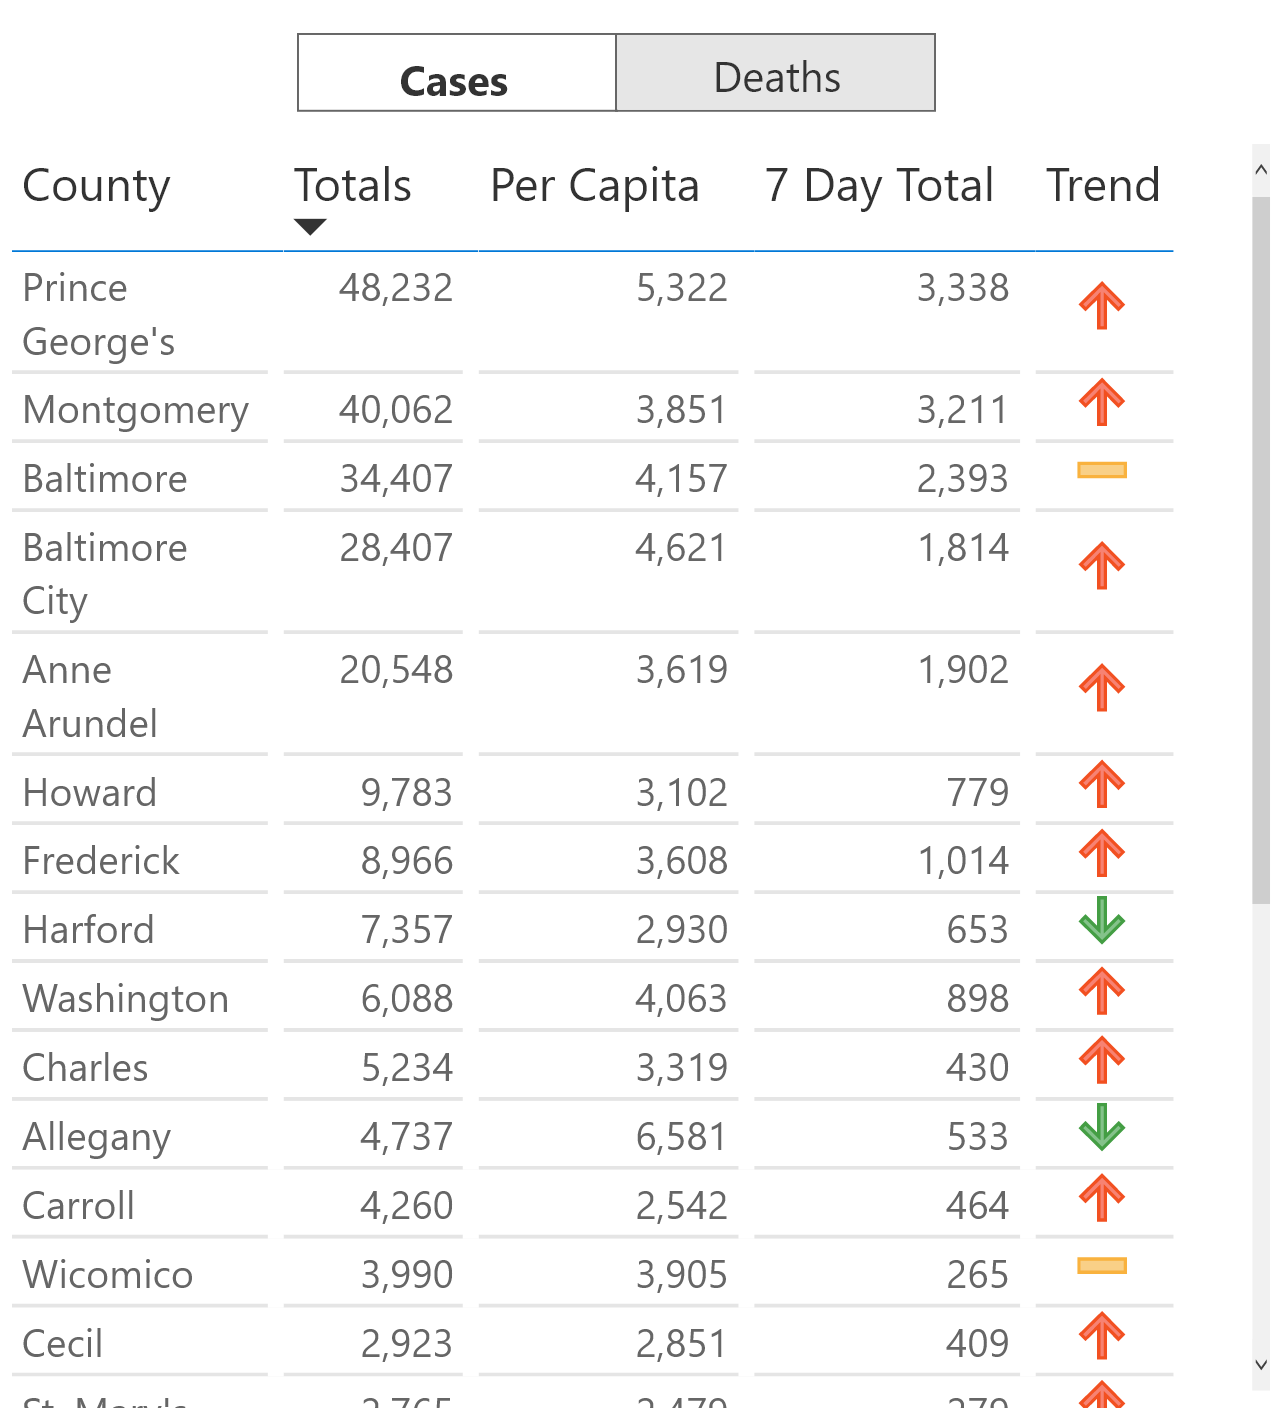 Cases Deaths
County Totals Per Capita 7 Day Total Trend
Prince 48,232 5,322 3,338
George's
Montgomery 40,062 3,851 3,211
Baltimore 34,407 4,157 2,393
Baltimore 28,407 4,621 1,814
City
Anne 20,548 3,619 1,902
Arundel
Howard 9,783 3,102 779
Frederick 8,966 3,608 1,014
Harford 7,357 2,930 653
Washington 6,088 4,063 898
Charles 5,234 3,319 430
Allegany 4,737 6,581 533
Carroll 4,260 2,542 464
Wicomico 3,990 3,905 265
Cecil 2,923 2,851 409
St. Mary's 2,765